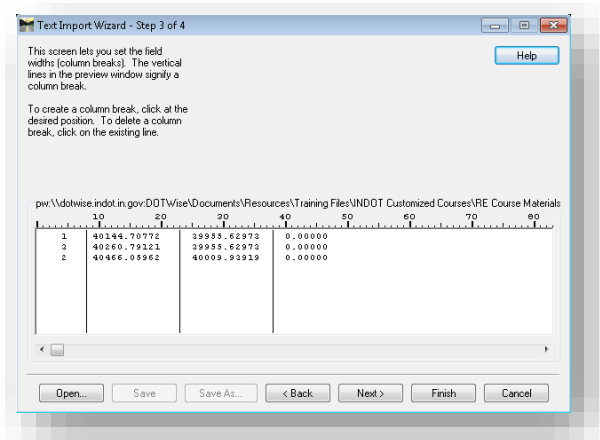 Text Import Wizard - Step 3 of 4
This screen lets you set the field
widths (column breaks). The vertical
lines in the preview window signify a
column break.
Help
To create a column break, click at the
desired position. To delete a column
break, click on the existing line.
pw:\\dotwise.indot.in.gov:DOTWise\Documents\Resources\Training Files\INDOT Customized Courses\RE Course Materials
10 20 30 40 50 60 70 80
1 40144.70772 39955.62973 0.00000
3 40260.79121 39955.62973 0.00000
2 40466.05962 40009.93919 0.00000
Open... Save Save As... < Back Next > Finish Cancel